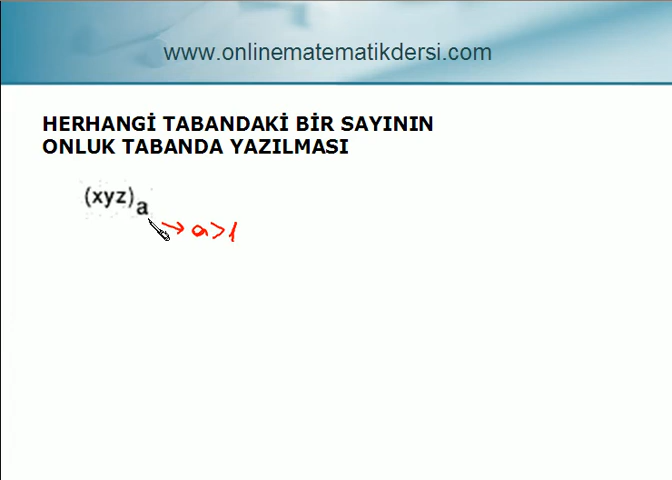 www.onlinematematikdersi.com
HERHANGİ TABANDAKİ BİR SAYININ
ONLUK TABANDA YAZILMASI
(xyz)a
→ a>1